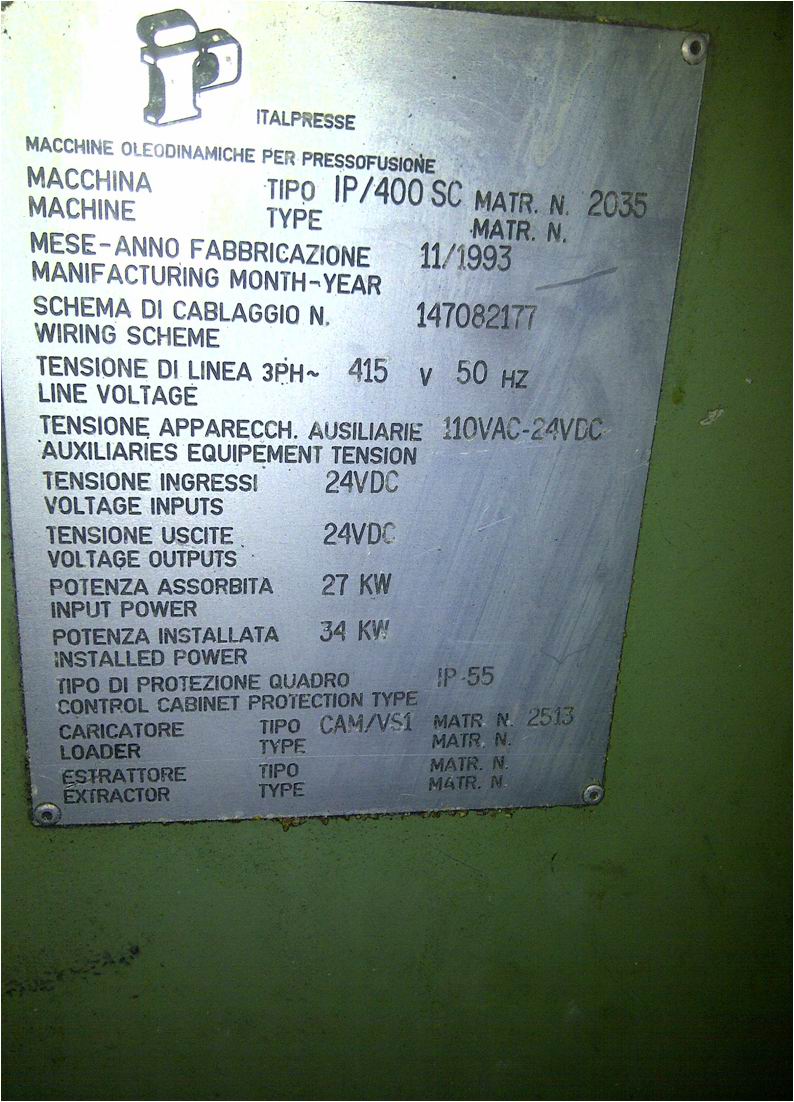 ITALPRESSE
MACCHINE OLEODINAMICHE PER PRESSOFUSIONE
MACCHINA TIPO IP/400 SC MATR. N. 2035
MACHINE TYPE MATR. N.
MESE-ANNO FABBRICAZIONE 11/1993
MANIFACTURING MONTH-YEAR
SCHEMA DI CABLAGGIO N. 147082177
WIRING SCHEME
TENSIONE DI LINEA 3PH~ 415 V 50 HZ
LINE VOLTAGE
TENSIONE APPARECCH. AUSILIARIE 110VAC-24VDC
AUXILIARIES EQUIPEMENT TENSION
TENSIONE INGRESSI 24VDC
VOLTAGE INPUTS
TENSIONE USCITE 24VDC
VOLTAGE OUTPUTS
POTENZA ASSORBITA 27 KW
INPUT POWER
POTENZA INSTALLATA 34 KW
INSTALLED POWER
TIPO DI PROTEZIONE QUADRO IP-55
CONTROL CABINET PROTECTION TYPE
CARICATORE TIPO CAM/VS1 MATR. N. 2513
LOADER TYPE MATR. N.
ESTRATTORE TIPO MATR. N.
EXTRACTOR TYPE MATR. N.